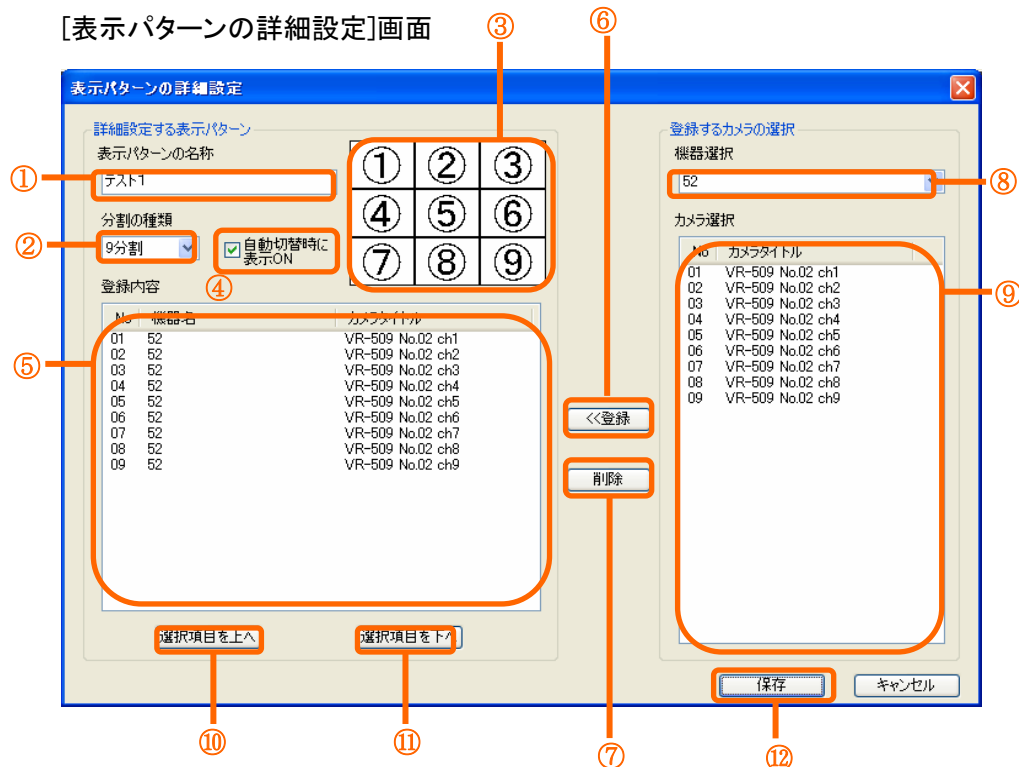 [表示パターンの詳細設定]画面
③
⑥
表示パターンの詳細設定
詳細設定する表示パターン
表示パターンの名称
①
テスト1
分割の種類
②
9分割
自動切替時に
表示ON
④
① ② ③
④ ⑤ ⑥
⑦ ⑧ ⑨
登録内容
No 機器名 カメラタイトル
⑤
01 52 VR-509 No.02 ch1
02 52 VR-509 No.02 ch2
03 52 VR-509 No.02 ch3
04 52 VR-509 No.02 ch4
05 52 VR-509 No.02 ch5
06 52 VR-509 No.02 ch6
07 52 VR-509 No.02 ch7
08 52 VR-509 No.02 ch8
09 52 VR-509 No.02 ch9
<<登録
削除
選択項目を上へ
選択項目を下へ
登録するカメラの選択
機器選択
52
⑧
カメラ選択
No カメラタイトル
⑨
01 VR-509 No.02 ch1
02 VR-509 No.02 ch2
03 VR-509 No.02 ch3
04 VR-509 No.02 ch4
05 VR-509 No.02 ch5
06 VR-509 No.02 ch6
07 VR-509 No.02 ch7
08 VR-509 No.02 ch8
09 VR-509 No.02 ch9
保存
キャンセル
⑩
⑪
⑦
⑫